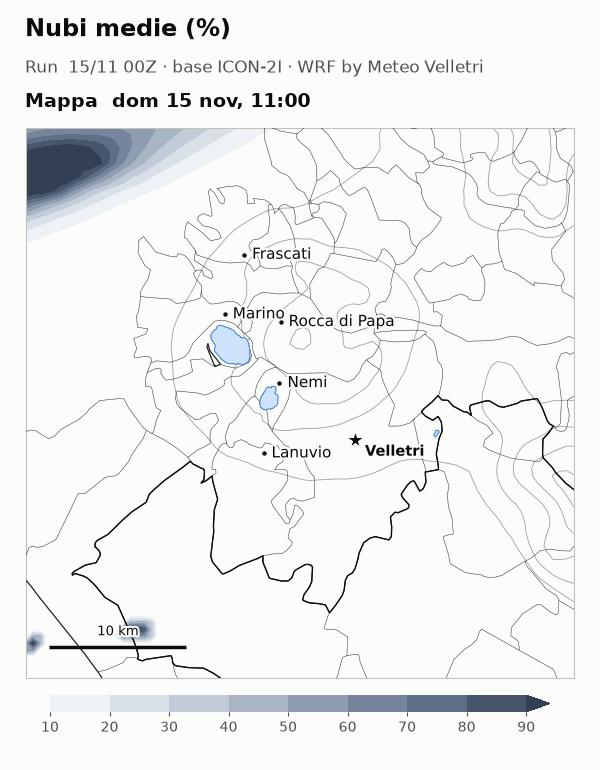 Nubi medie (%)
Run  15/11 00Z · base ICON-2I · WRF by Meteo Velletri
Mappa  dom 15 nov, 11:00
Frascati
Marino
Rocca di Papa
Nemi
Velletri
Lanuvio
10 km
10 20 30 40 50 60 70 80 90